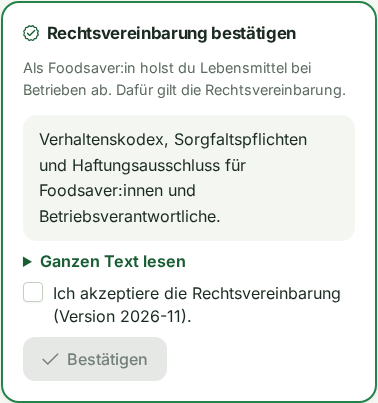 Rechtsvereinbarung bestätigen
Als Foodsaver:in holst du Lebensmittel bei
Betrieben ab. Dafür gilt die Rechtsvereinbarung.
Verhaltenskodex, Sorgfaltspflichten
und Haftungsausschluss für
Foodsaver:innen und
Betriebsverantwortliche.
Ganzen Text lesen
Ich akzeptiere die Rechtsvereinbarung
(Version 2026-11).
Bestätigen